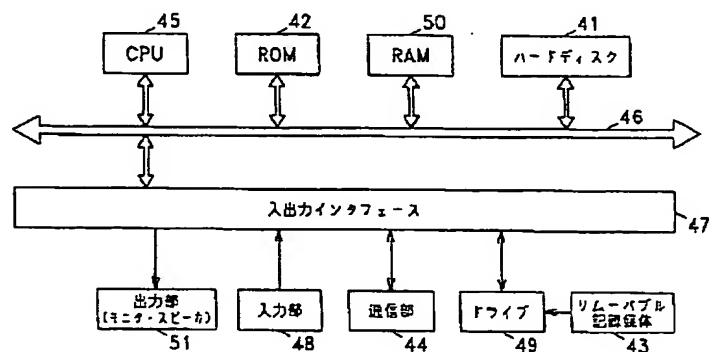 45
42
50
41
CPU
ROM
RAM
ハードディスク
46
入出力インタフェース
47
出力部
(モニタ・スピーカ)
入力部
通信部
ドライブ
リムーバブル
記録媒体
51
48
44
49
43